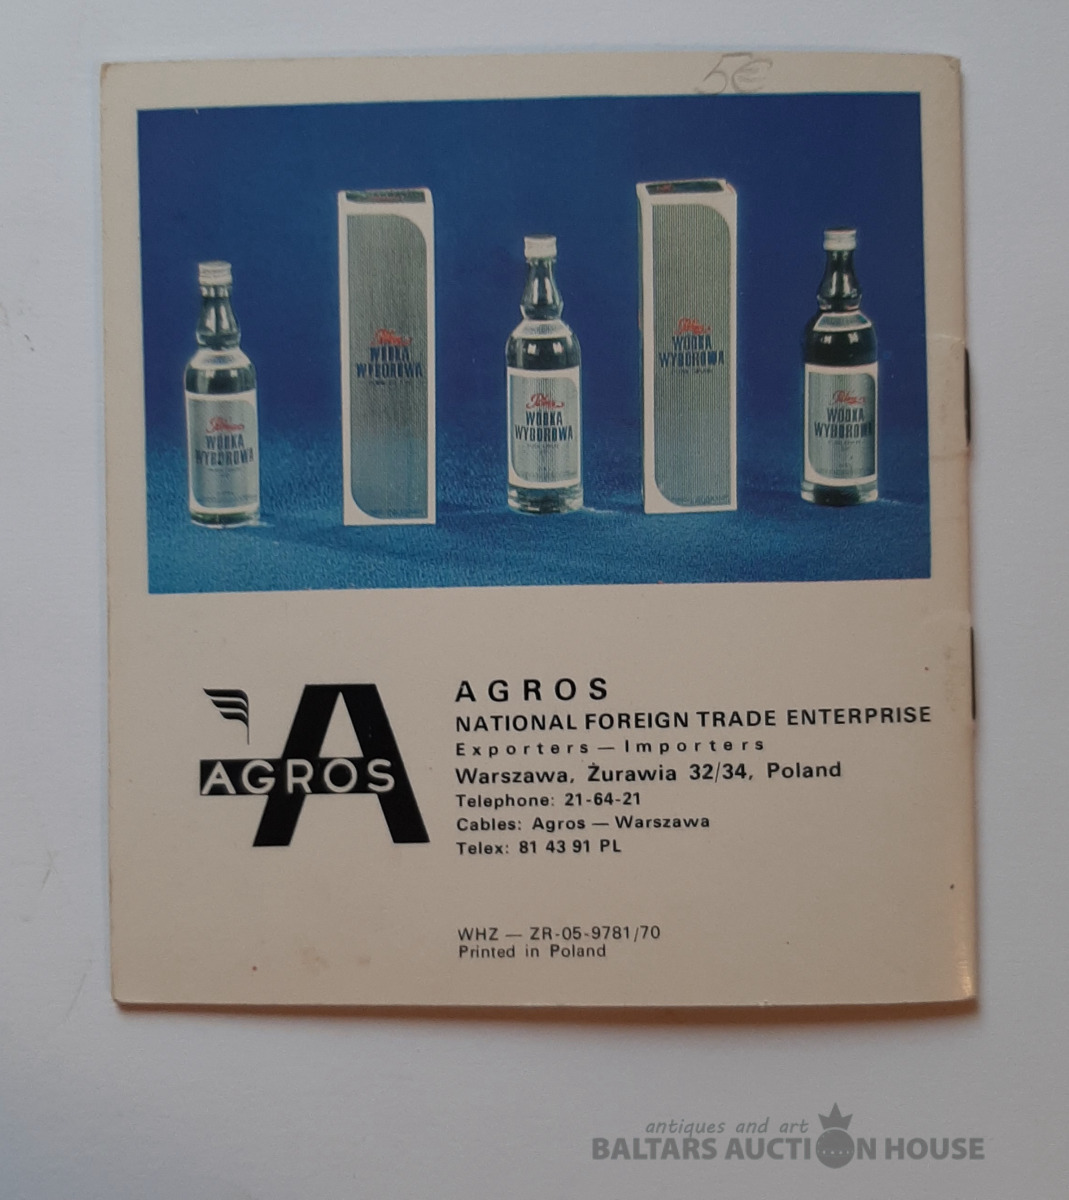 5€
WÓDKA
WYBOROWA
WÓDKA
WYBOROWA
WÓDKA
WYBOROWA
WÓDKA
WYBOROWA
WÓDKA
WYBOROWA
AGROS
AGROS
NATIONAL FOREIGN TRADE ENTERPRISE
Exporters — Importers
Warszawa, Żurawia 32/34, Poland
Telephone: 21-64-21
Cables: Agros — Warszawa
Telex: 81 43 91 PL
WHZ — ZR-05-9781/70
Printed in Poland
antiques and art
BALTARS AUCTION HOUSE